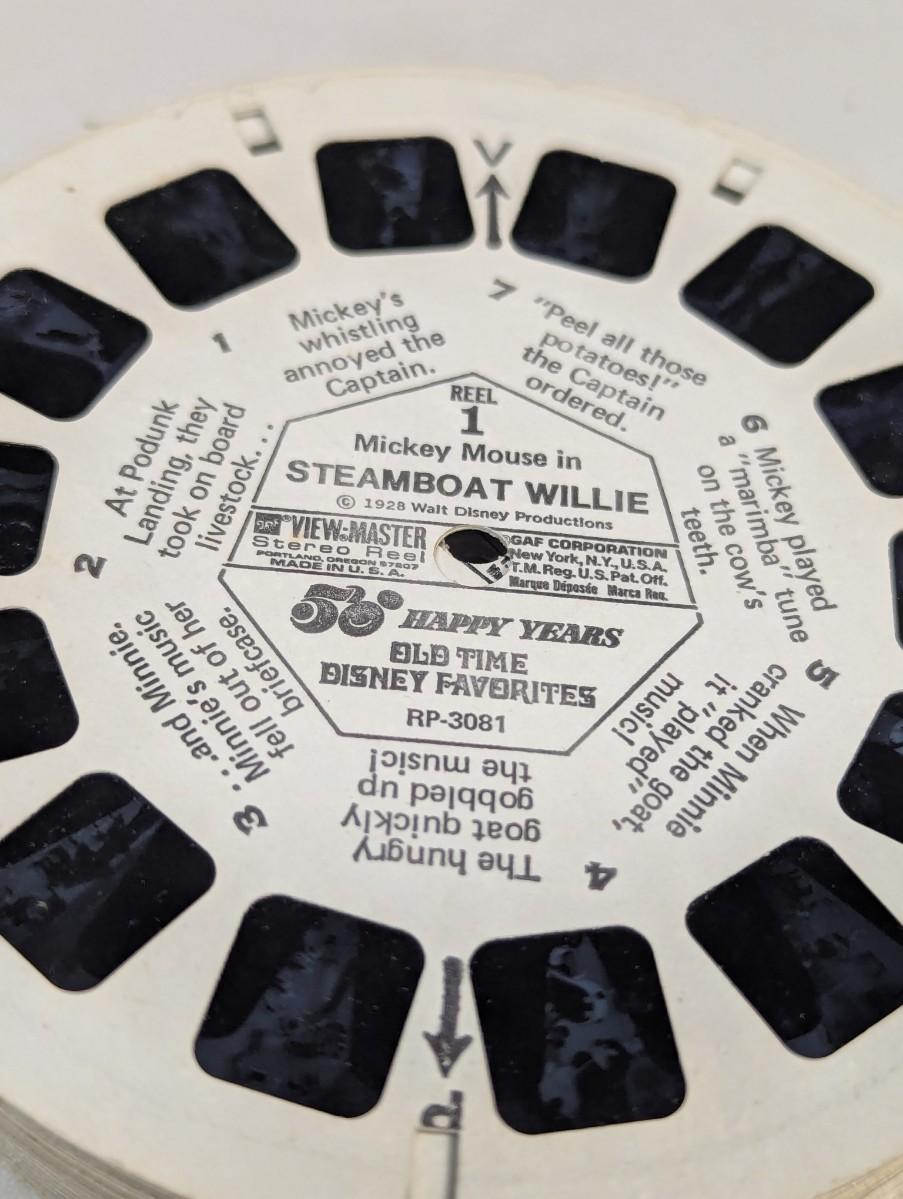 V
REEL
1
Mickey Mouse in
STEAMBOAT WILLIE
© 1928 Walt Disney Productions
GAF® VIEW-MASTER
Stereo Reel
PORTLAND, OREGON 97207
MADE IN U.S.A.
GAF CORPORATION
New York, N.Y., U.S.A.
T.M. Reg. U.S. Pat. Off.
Marque Déposée Marca Reg.
50 HAPPY YEARS
OLD TIME
DISNEY FAVORITES
RP-3081
1
Mickey's
whistling
annoyed the
Captain.
2
At Podunk
Landing, they
took on board
livestock...
3
...and Minnie.
Minnie's music
fell out of her
briefcase.
4
The hungry
goat quickly
gobbled up
the music!
5
When Minnie
cranked the goat,
it "played"
music!
6
Mickey played
a "marimba" tune
on the cow's
teeth.
7
"Peel all those
potatoes!"
the Captain
ordered.